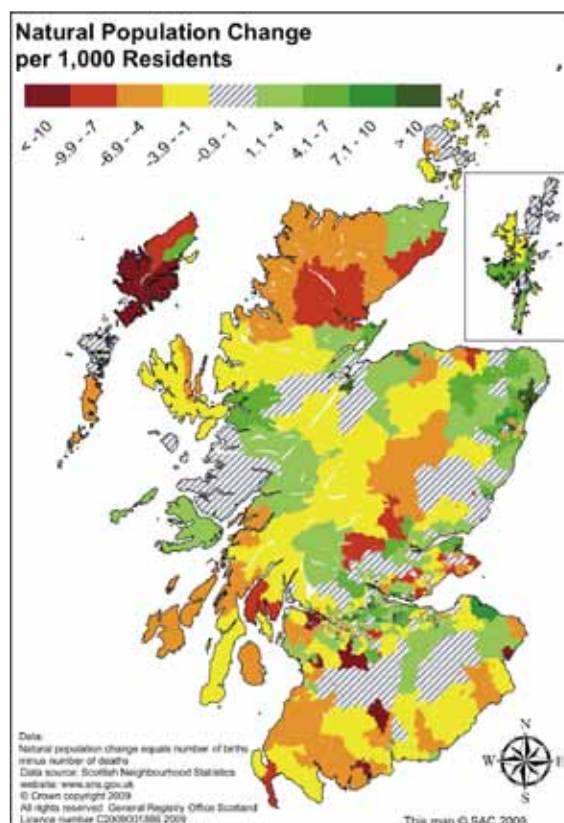 Natural Population Change
per 1,000 Residents
< -10
-9.9 - -7
-6.9 - -4
-3.9 - -1
-0.9 - 1
1.1 - 4
4.1 - 7
7.1 - 10
> 10
Data:
Natural population change equals number of births
minus number of deaths
Data source: Scottish Neighbourhood Statistics
website: www.sns.gov.uk
© Crown copyright 2009
All rights reserved General Registry Office Scotland
Licence number 2009
This map © SAC 2009
N
W
E
S